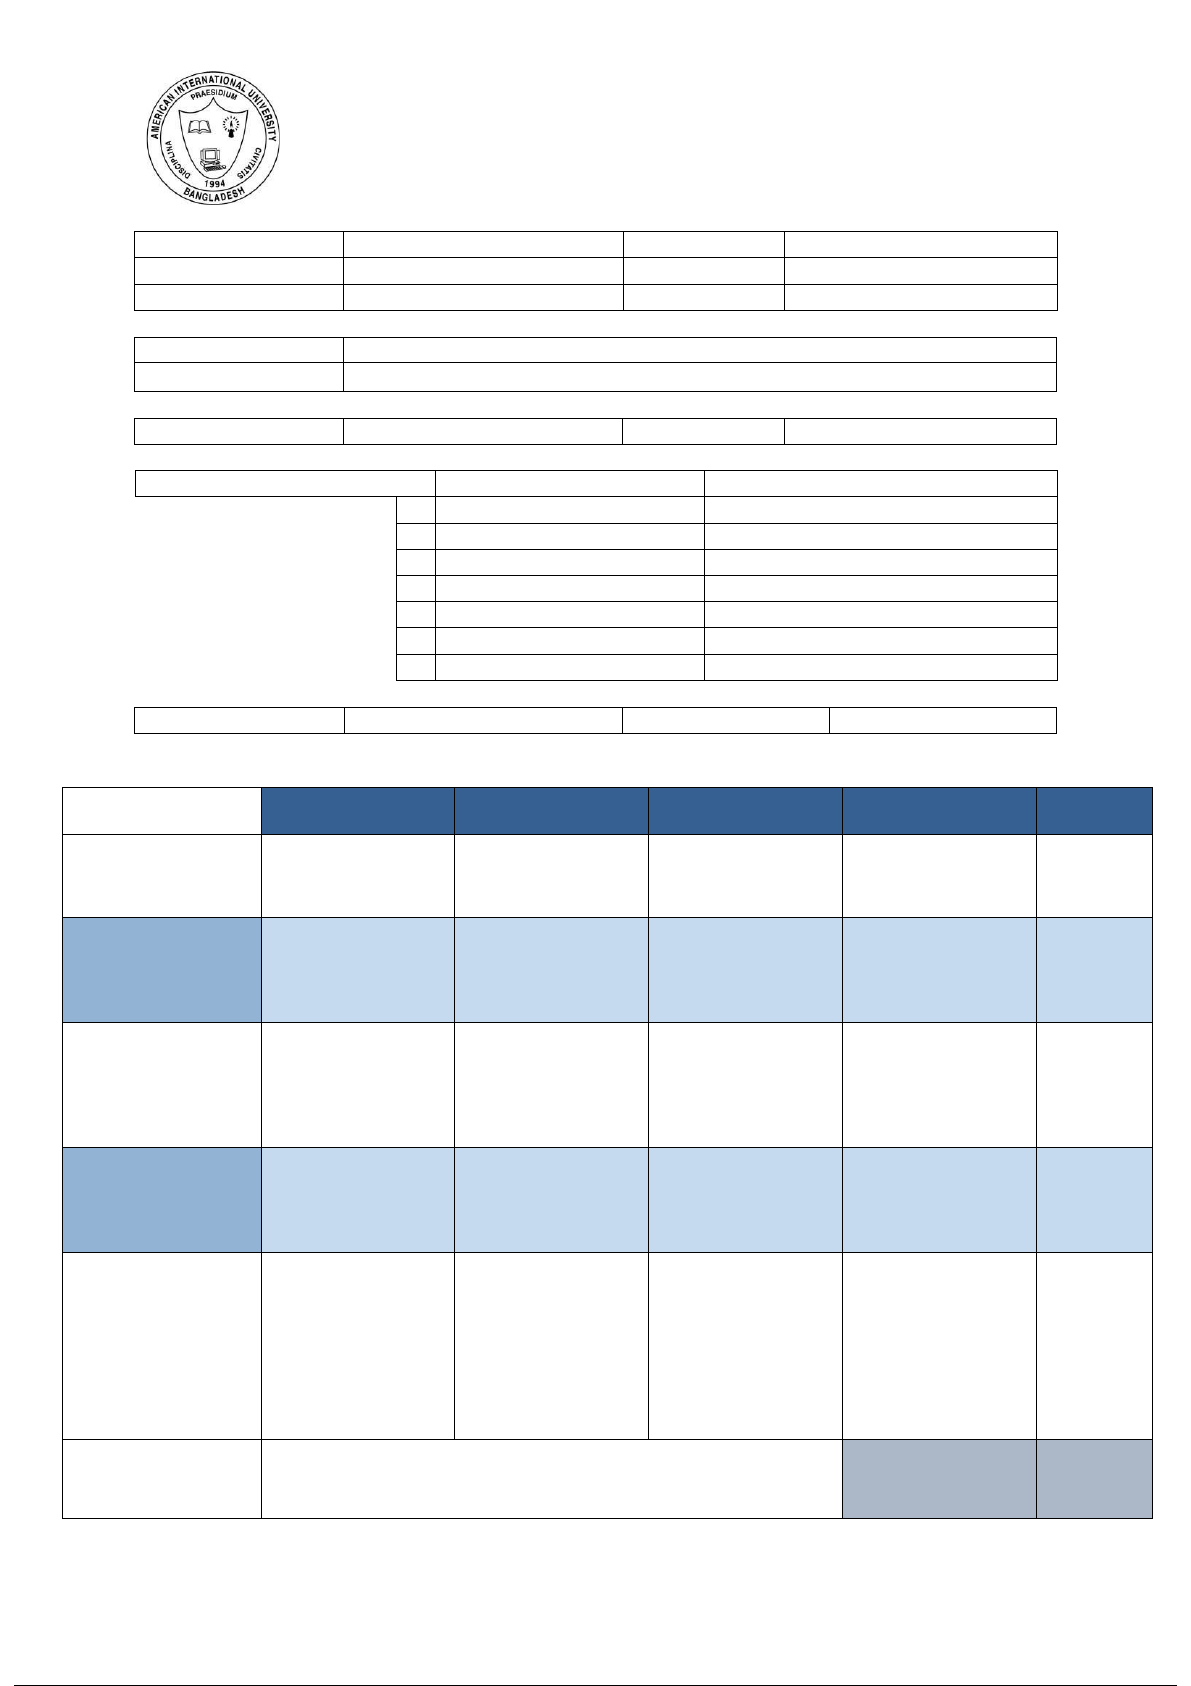 AMERICAN INTERNATIONAL UNIVERSITY
PRAESIDIUM
DISCIPLINA
CIVITATIS
1994
BANGLADESH